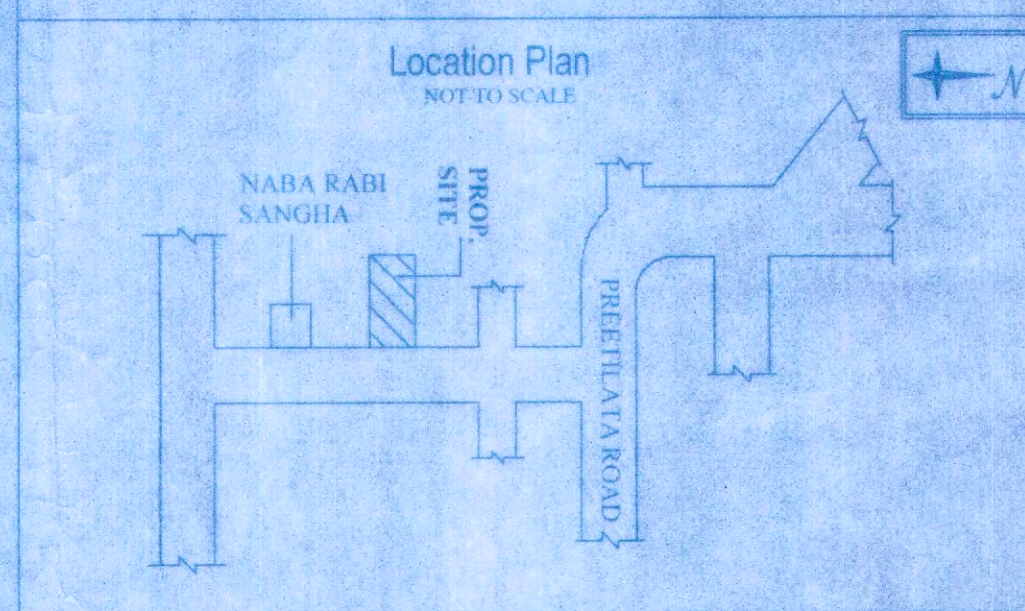 Location Plan
NOT TO SCALE
N
NABA RABI
SANGHA
PROP.
SITE
PREETILATA ROAD